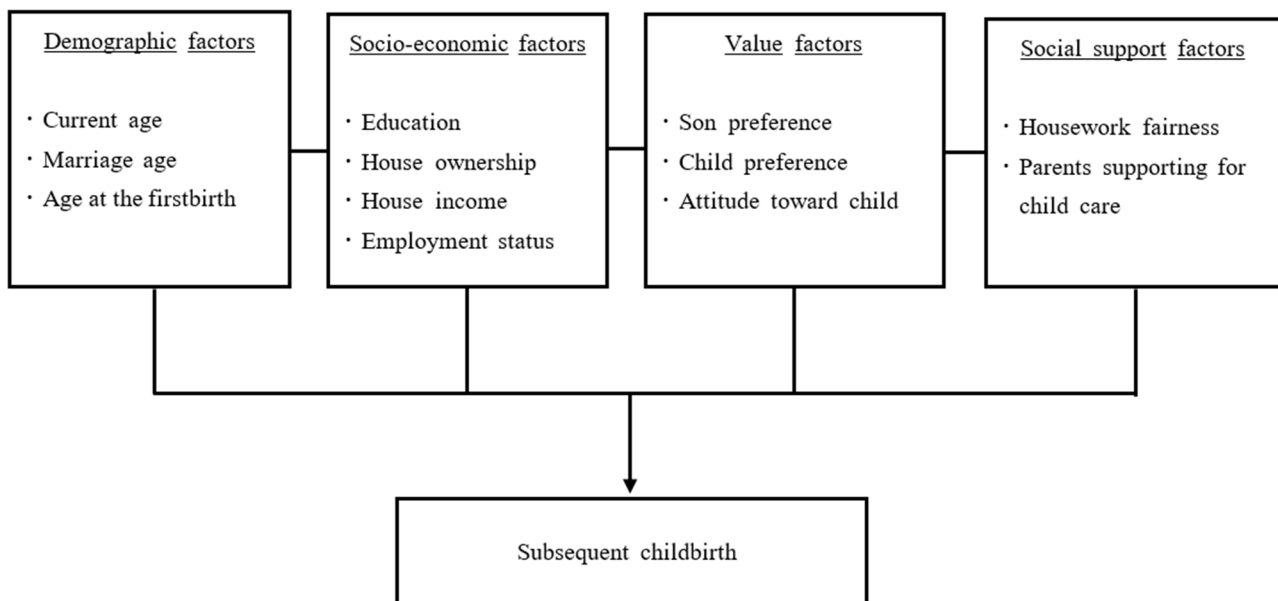 Demographic factors
· Current age
· Marriage age
· Age at the firstbirth
Socio-economic factors
· Education
· House ownership
· House income
· Employment status
Value factors
· Son preference
· Child preference
· Attitude toward child
Social support factors
· Housework fairness
· Parents supporting for
child care
Subsequent childbirth